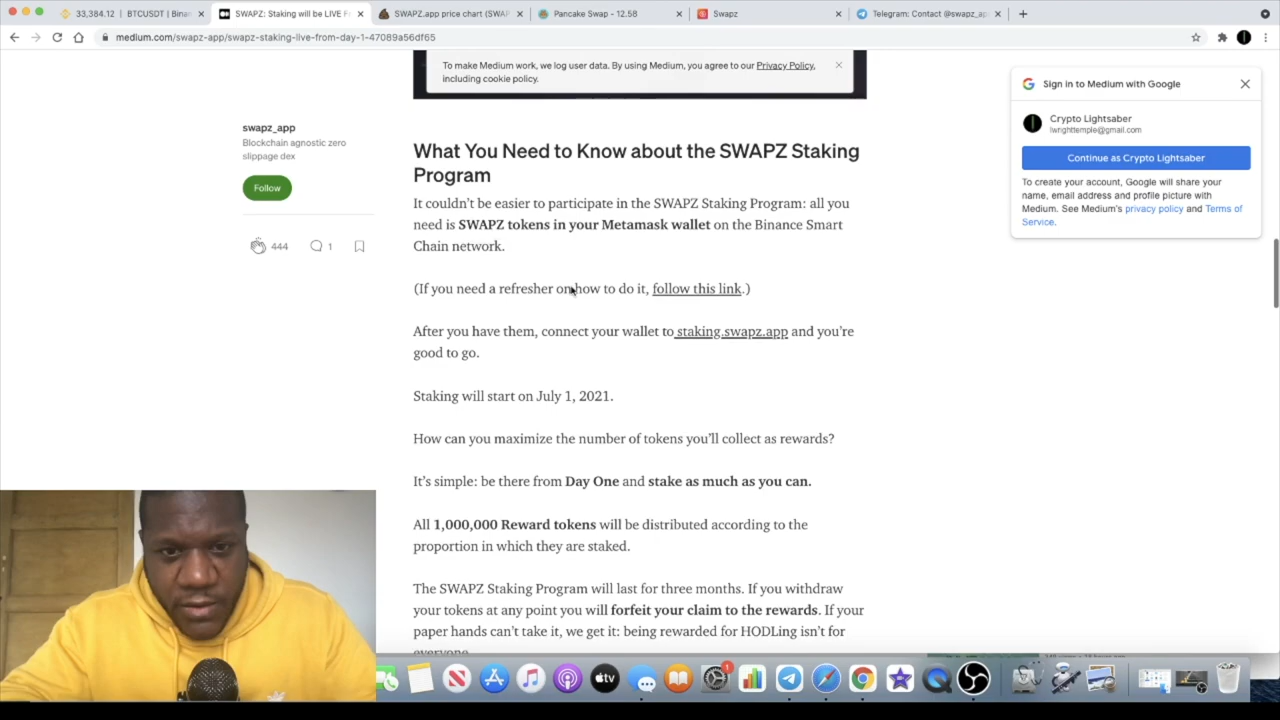 33,384.12 | BTCUSDT | Binan
SWAPZ: Staking will be LIVE F
SWAPZ.app price chart (SWAP
Pancake Swap - 12.58
Swapz
Telegram: Contact @swapz_ap
medium.com/swapz-app/swapz-staking-live-from-day-1-47089a56df65
To make Medium work, we log user data. By using Medium, you agree to our Privacy Policy,
including cookie policy.
Sign in to Medium with Google
Crypto Lightsaber
lwrighttemple@gmail.com
Continue as Crypto Lightsaber
To create your account, Google will share your
name, email address and profile picture with
Medium. See Medium's privacy policy and Terms of
Service.
swapz_app
Blockchain agnostic zero
slippage dex
Follow
444
1
What You Need to Know about the SWAPZ Staking
Program
It couldn't be easier to participate in the SWAPZ Staking Program: all you
need is SWAPZ tokens in your Metamask wallet on the Binance Smart
Chain network.
(If you need a refresher on how to do it, follow this link.)
After you have them, connect your wallet to staking.swapz.app and you're
good to go.
Staking will start on July 1, 2021.
How can you maximize the number of tokens you'll collect as rewards?
It's simple: be there from Day One and stake as much as you can.
All 1,000,000 Reward tokens will be distributed according to the
proportion in which they are staked.
The SWAPZ Staking Program will last for three months. If you withdraw
your tokens at any point you will forfeit your claim to the rewards. If your
paper hands can't take it, we get it: being rewarded for HODLing isn't for
everyone.
tv
1